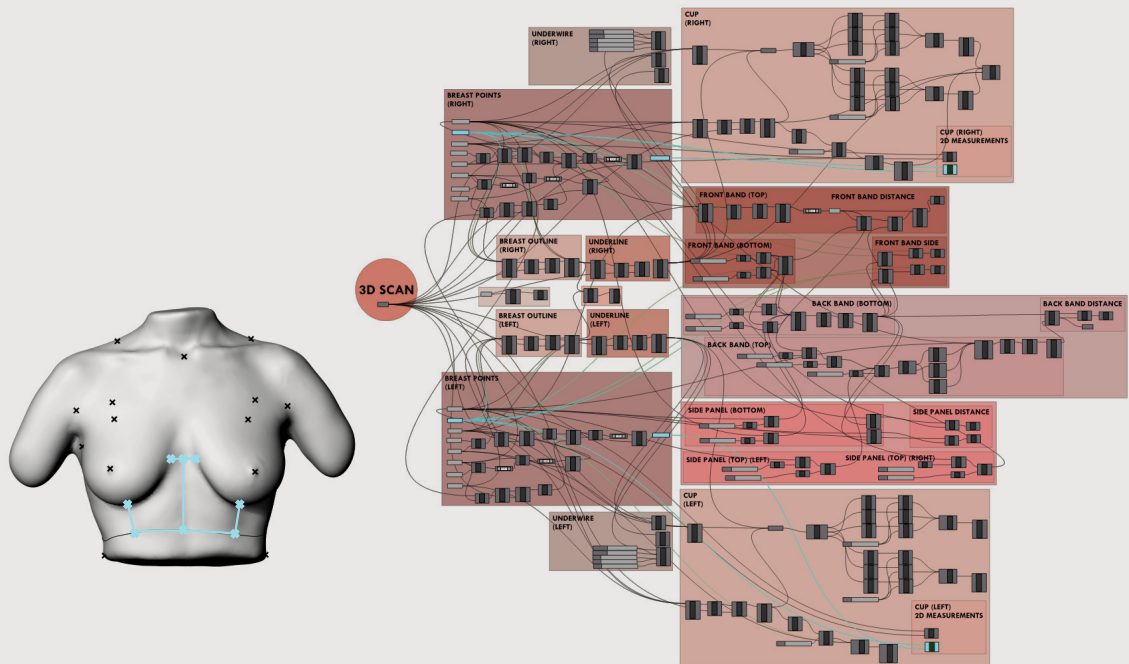 UNDERWIRE
(RIGHT)
CUP
(RIGHT)
BREAST POINTS
(RIGHT)
CUP (RIGHT)
2D MEASUREMENTS
FRONT BAND (TOP)
FRONT BAND DISTANCE
BREAST OUTLINE
(RIGHT)
UNDERLINE
(RIGHT)
FRONT BAND (BOTTOM)
FRONT BAND SIDE
3D SCAN
BREAST OUTLINE
(LEFT)
UNDERLINE
(LEFT)
BACK BAND (BOTTOM)
BACK BAND DISTANCE
BACK BAND (TOP)
BREAST POINTS
(LEFT)
SIDE PANEL (BOTTOM)
SIDE PANEL DISTANCE
SIDE PANEL (TOP) (LEFT)
SIDE PANEL (TOP) (RIGHT)
CUP
(LEFT)
UNDERWIRE
(LEFT)
CUP (LEFT)
2D MEASUREMENTS